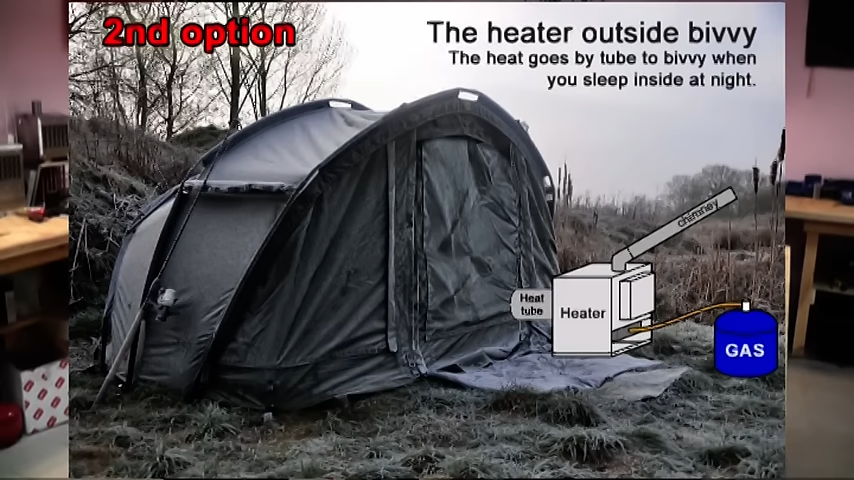 2nd option
The heater outside bivvy
The heat goes by tube to bivvy when
you sleep inside at night.
chimney
Heat
tube
Heater
GAS